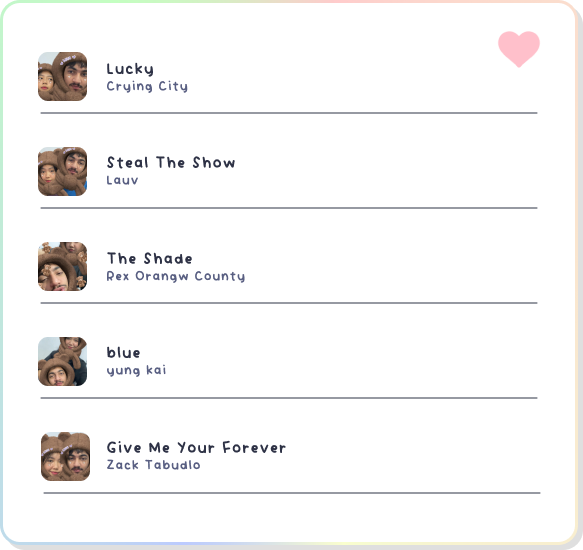 Lucky
Crying City
Steal The Show
Lauv
The Shade
Rex Orangw County
blue
yung kai
Give Me Your Forever
Zack Tabudlo